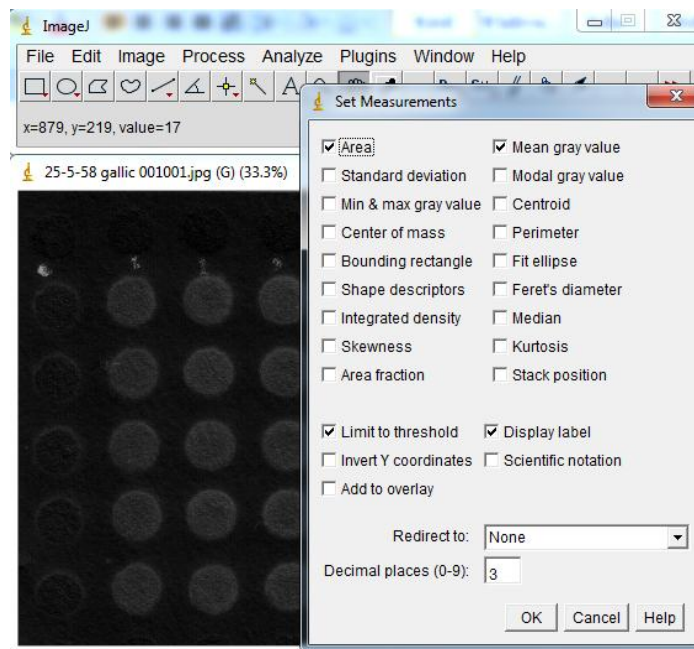 ImageJ
File Edit Image Process Analyze Plugins Window Help
A
x=879, y=219, value=17
25-5-58 gallic 001001.jpg (G) (33.3%)
Set Measurements
Area Mean gray value
Standard deviation Modal gray value
Min & max gray value Centroid
Center of mass Perimeter
Bounding rectangle Fit ellipse
Shape descriptors Feret's diameter
Integrated density Median
Skewness Kurtosis
Area fraction Stack position
Limit to threshold Display label
Invert Y coordinates Scientific notation
Add to overlay
Redirect to: None
Decimal places (0-9): 3
OK Cancel Help